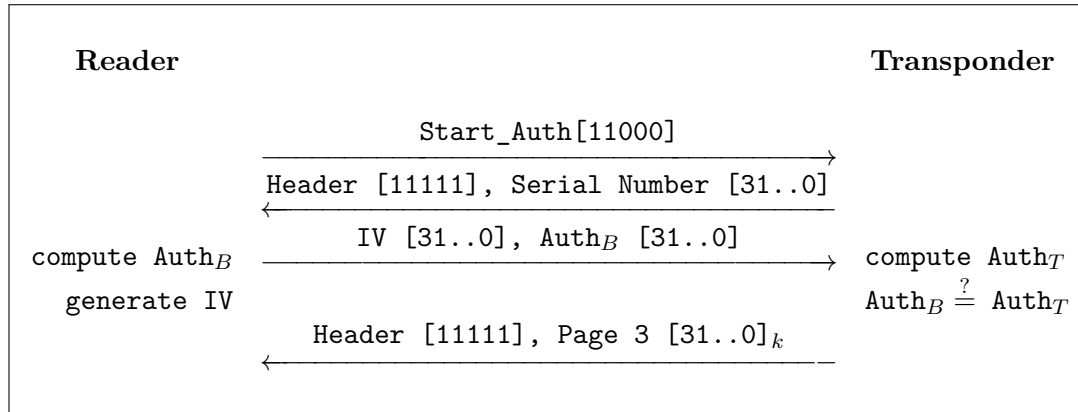 Reader Transponder
Start_Auth[11000]
Header [11111], Serial Number [31..0]
IV [31..0], Auth_B [31..0]
compute Auth_B compute Auth_T
generate IV Auth_B ≟ Auth_T
Header [11111], Page 3 [31..0]_k